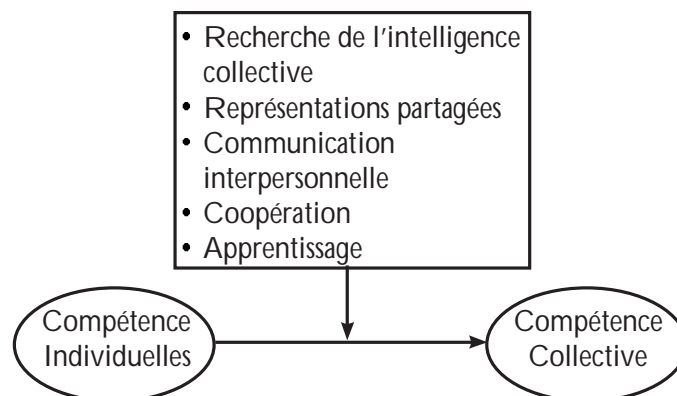 • Recherche de l'intelligence
collective
• Représentations partagées
• Communication
interpersonnelle
• Coopération
• Apprentissage
Compétence
Individuelles
Compétence
Collective